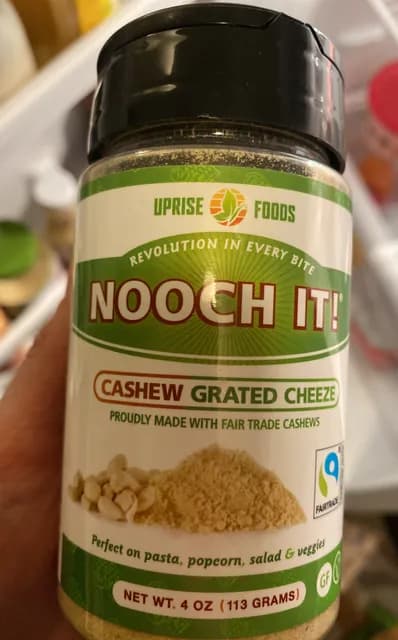 UPRISE FOODS
REVOLUTION IN EVERY BITE
NOOCH IT!
CASHEW GRATED CHEEZE
PROUDLY MADE WITH FAIR TRADE CASHEWS
FAIRTRADE
Perfect on pasta, popcorn, salad & veggies
GF
NET WT. 4 OZ (113 GRAMS)